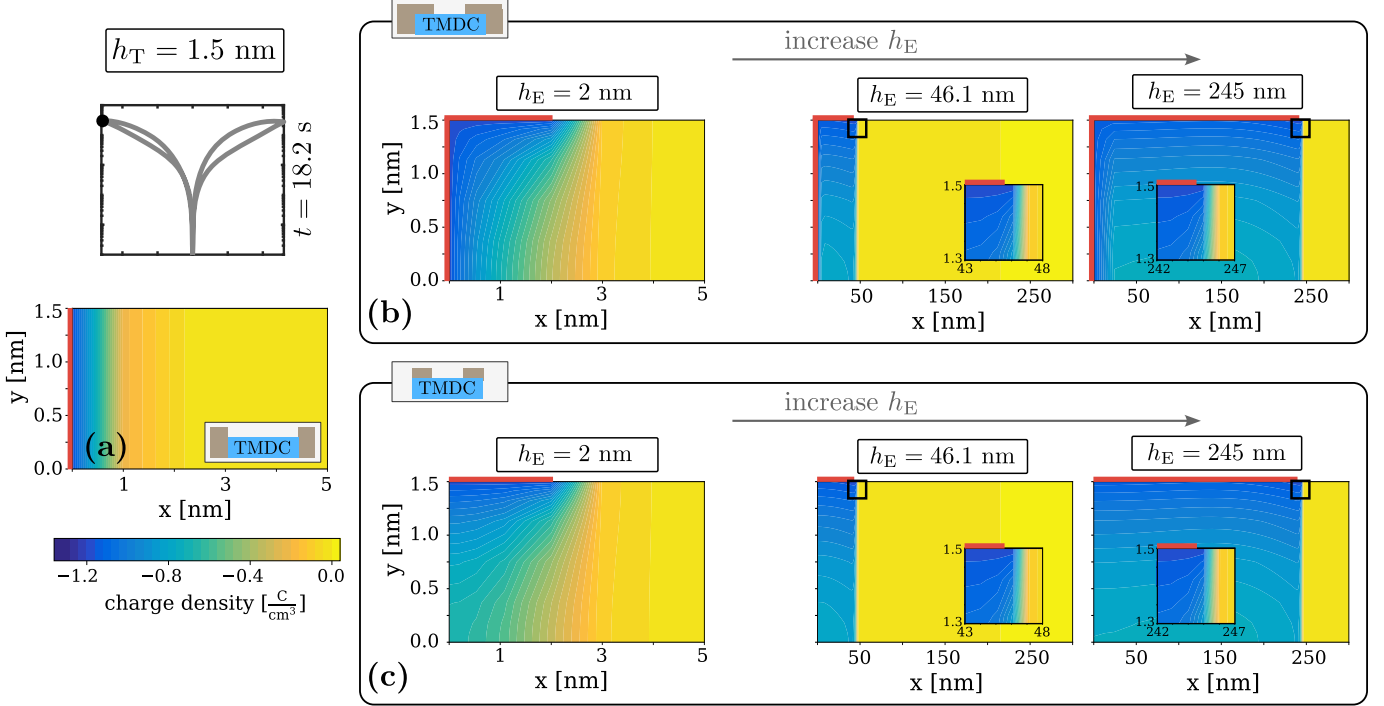 h_T = 1.5 nm
t = 18.2 s
y [nm]
1.5
1.0
0.5
0.0
(a)
TMDC
1
3
5
x [nm]
−1.2
−0.8
−0.4
0.0
charge density [C/cm³]
TMDC
increase h_E
h_E = 2 nm
h_E = 46.1 nm
h_E = 245 nm
y [nm]
1.5
1.0
0.5
0.0
1
3
5
x [nm]
1.5
1.3
43
48
50
150
250
x [nm]
1.5
1.3
242
247
50
150
250
x [nm]
(b)
TMDC
increase h_E
h_E = 2 nm
h_E = 46.1 nm
h_E = 245 nm
y [nm]
1.5
1.0
0.5
0.0
1
3
5
x [nm]
1.5
1.3
43
48
50
150
250
x [nm]
1.5
1.3
242
247
50
150
250
x [nm]
(c)